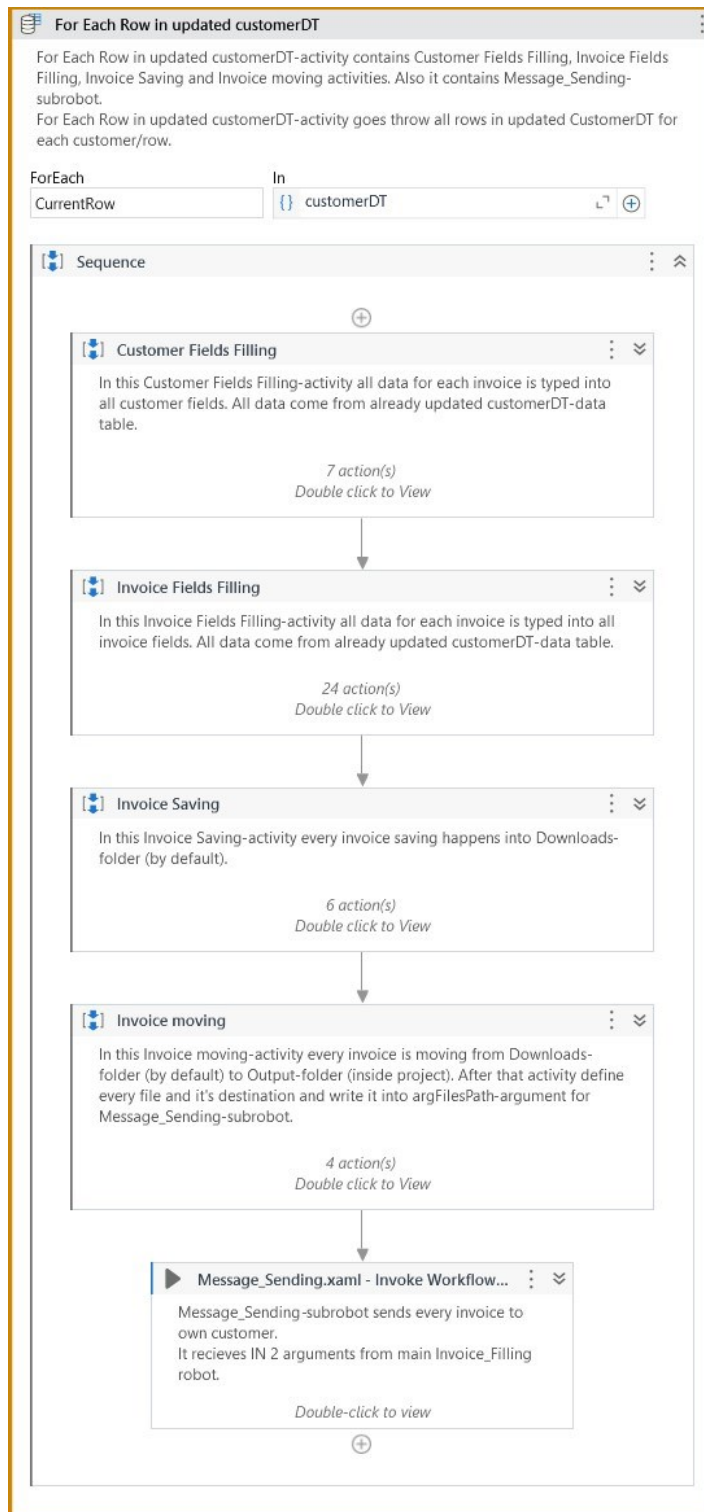 For Each Row in updated customerDT
For Each Row in updated customerDT-activity contains Customer Fields Filling, Invoice Fields
Filling, Invoice Saving and Invoice moving activities. Also it contains Message_Sending-
subrobot.
For Each Row in updated customerDT-activity goes throw all rows in updated CustomerDT for
each customer/row.
ForEach In
CurrentRow {} customerDT
Sequence
Customer Fields Filling
In this Customer Fields Filling-activity all data for each invoice is typed into
all customer fields. All data come from already updated customerDT-data
table.
7 action(s)
Double click to View
Invoice Fields Filling
In this Invoice Fields Filling-activity all data for each invoice is typed into all
invoice fields. All data come from already updated customerDT-data table.
24 action(s)
Double click to View
Invoice Saving
In this Invoice Saving-activity every invoice saving happens into Downloads-
folder (by default).
6 action(s)
Double click to View
Invoice moving
In this Invoice moving-activity every invoice is moving from Downloads-
folder (by default) to Output-folder (inside project). After that activity define
every file and it's destination and write it into argFilesPath-argument for
Message_Sending-subrobot.
4 action(s)
Double click to View
Message_Sending.xaml - Invoke Workflow...
Message_Sending-subrobot sends every invoice to
own customer.
It recieves IN 2 arguments from main Invoice_Filling
robot.
Double-click to view